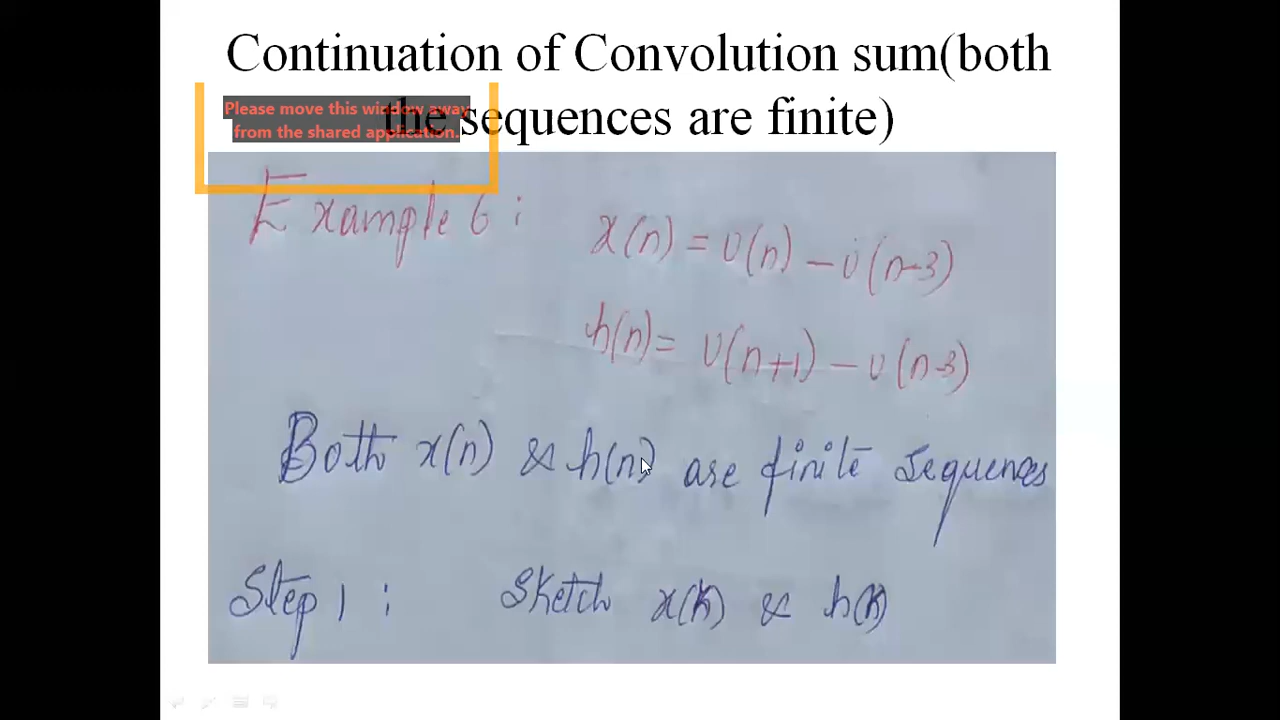 Continuation of Convolution sum(both
the sequences are finite)
Please move this window away
from the shared application.
Example 6 :
x(n) = U(n) - U(n-3)
h(n) = U(n+1) - U(n-3)
Both x(n) & h(n) are finite sequences
Step 1 : Sketch x(k) & h(k)